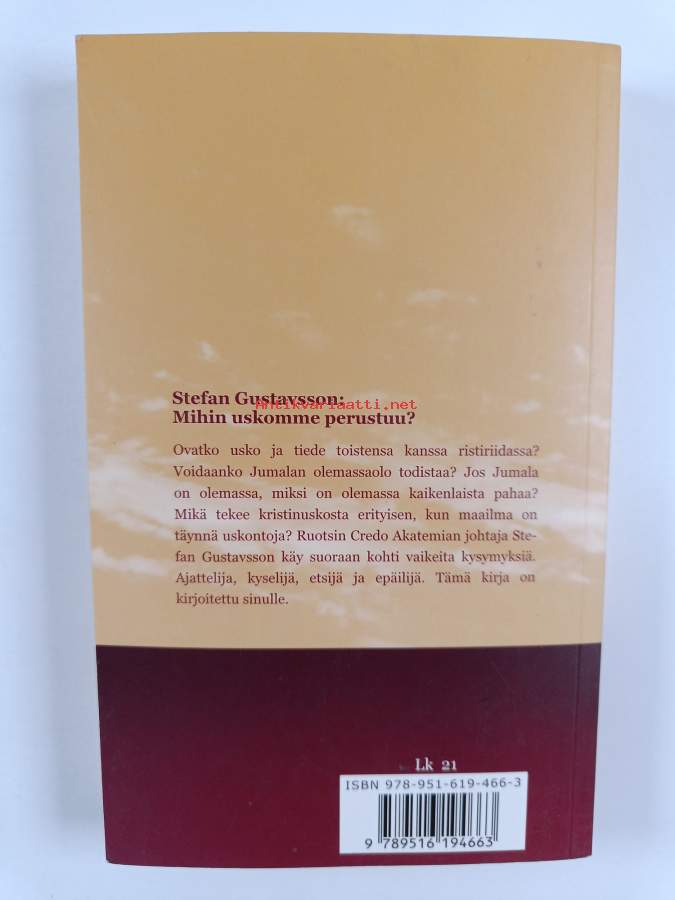 Stefan Gustavsson:
Antikvariaatti.net
Mihin uskomme perustuu?
Ovatko usko ja tiede toistensa kanssa ristiriidassa?
Voidaanko Jumalan olemassaolo todistaa? Jos Jumala
on olemassa, miksi on olemassa kaikenlaista pahaa?
Mikä tekee kristinuskosta erityisen, kun maailma on
täynnä uskontoja? Ruotsin Credo Akatemian johtaja Ste-
fan Gustavsson käy suoraan kohti vaikeita kysymyksiä.
Ajattelija, kyselijä, etsijä ja epäilijä. Tämä kirja on
kirjoitettu sinulle.
Lk 21
ISBN 978-951-619-466-3
9 789516 194663